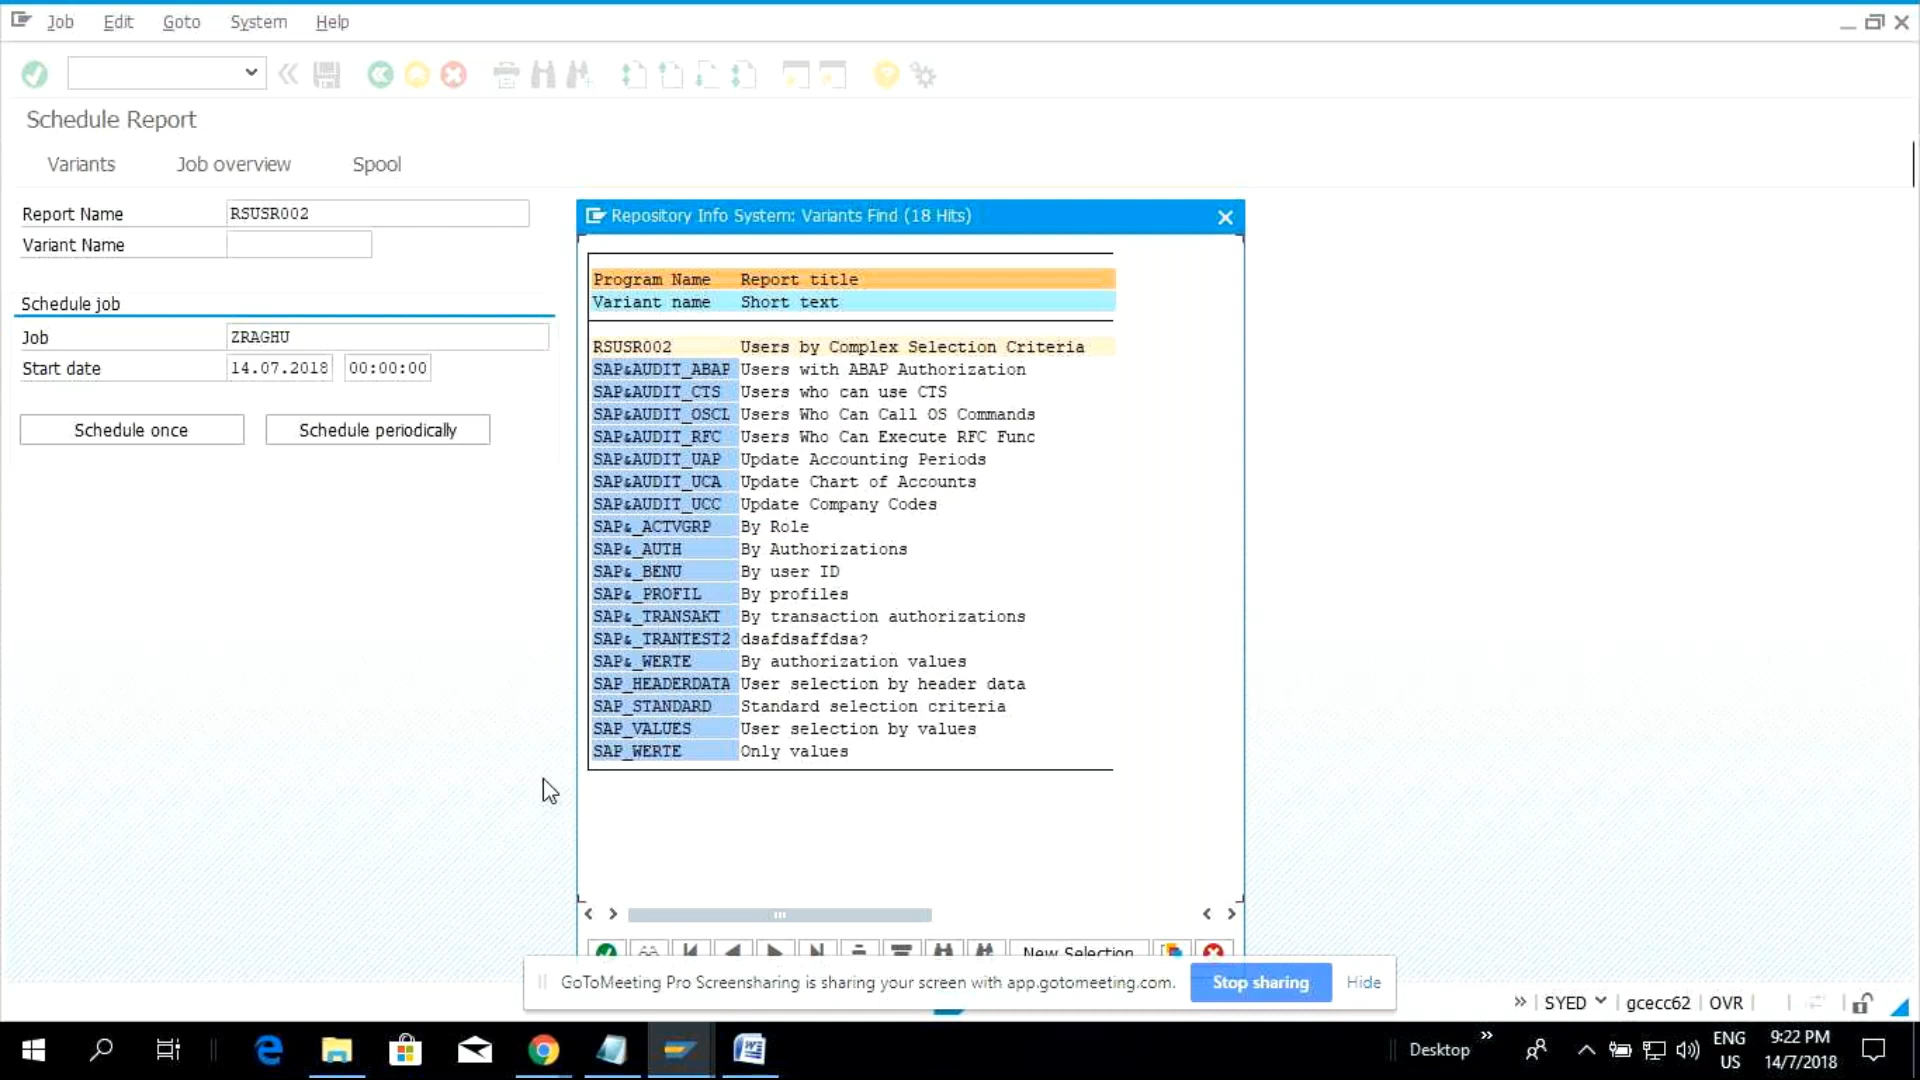 Job Edit Goto System Help
Schedule Report
Variants Job overview Spool
Report Name RSUSR002
Variant Name
Schedule job
Job ZRAGHU
Start date 14.07.2018 00:00:00
Schedule once Schedule periodically
Repository Info System: Variants Find (18 Hits)
Program Name Report title
Variant name Short text
RSUSR002 Users by Complex Selection Criteria
SAP&AUDIT_ABAP Users with ABAP Authorization
SAP&AUDIT_CTS Users who can use CTS
SAP&AUDIT_OSCL Users Who Can Call OS Commands
SAP&AUDIT_RFC Users Who Can Execute RFC Func
SAP&AUDIT_UAP Update Accounting Periods
SAP&AUDIT_UCA Update Chart of Accounts
SAP&AUDIT_UCC Update Company Codes
SAP&_ACTVGRP By Role
SAP&_AUTH By Authorizations
SAP&_BENU By user ID
SAP&_PROFIL By profiles
SAP&_TRANSAKT By transaction authorizations
SAP&_TRANTEST2 dsafdsaffdsa?
SAP&_WERTE By authorization values
SAP_HEADERDATA User selection by header data
SAP_STANDARD Standard selection criteria
SAP_VALUES User selection by values
SAP_WERTE Only values
New Selection
GoToMeeting Pro Screensharing is sharing your screen with app.gotomeeting.com. Stop sharing Hide
SYED gcecc62 OVR
Desktop
ENG
US
9:22 PM
14/7/2018